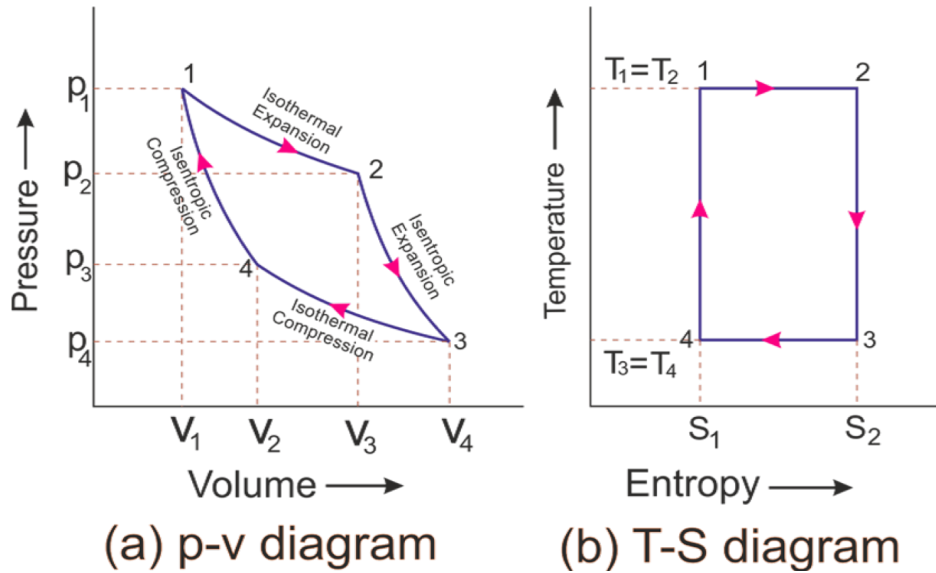 Pressure
p1
p2
p3
p4
1
2
3
4
Isothermal
Expansion
Isentropic
Expansion
Isothermal
Compression
Isentropic
Compression
V1
V2
V3
V4
Volume
(a) p-v diagram
Temperature
T1=T2
T3=T4
1
2
3
4
S1
S2
Entropy
(b) T-S diagram